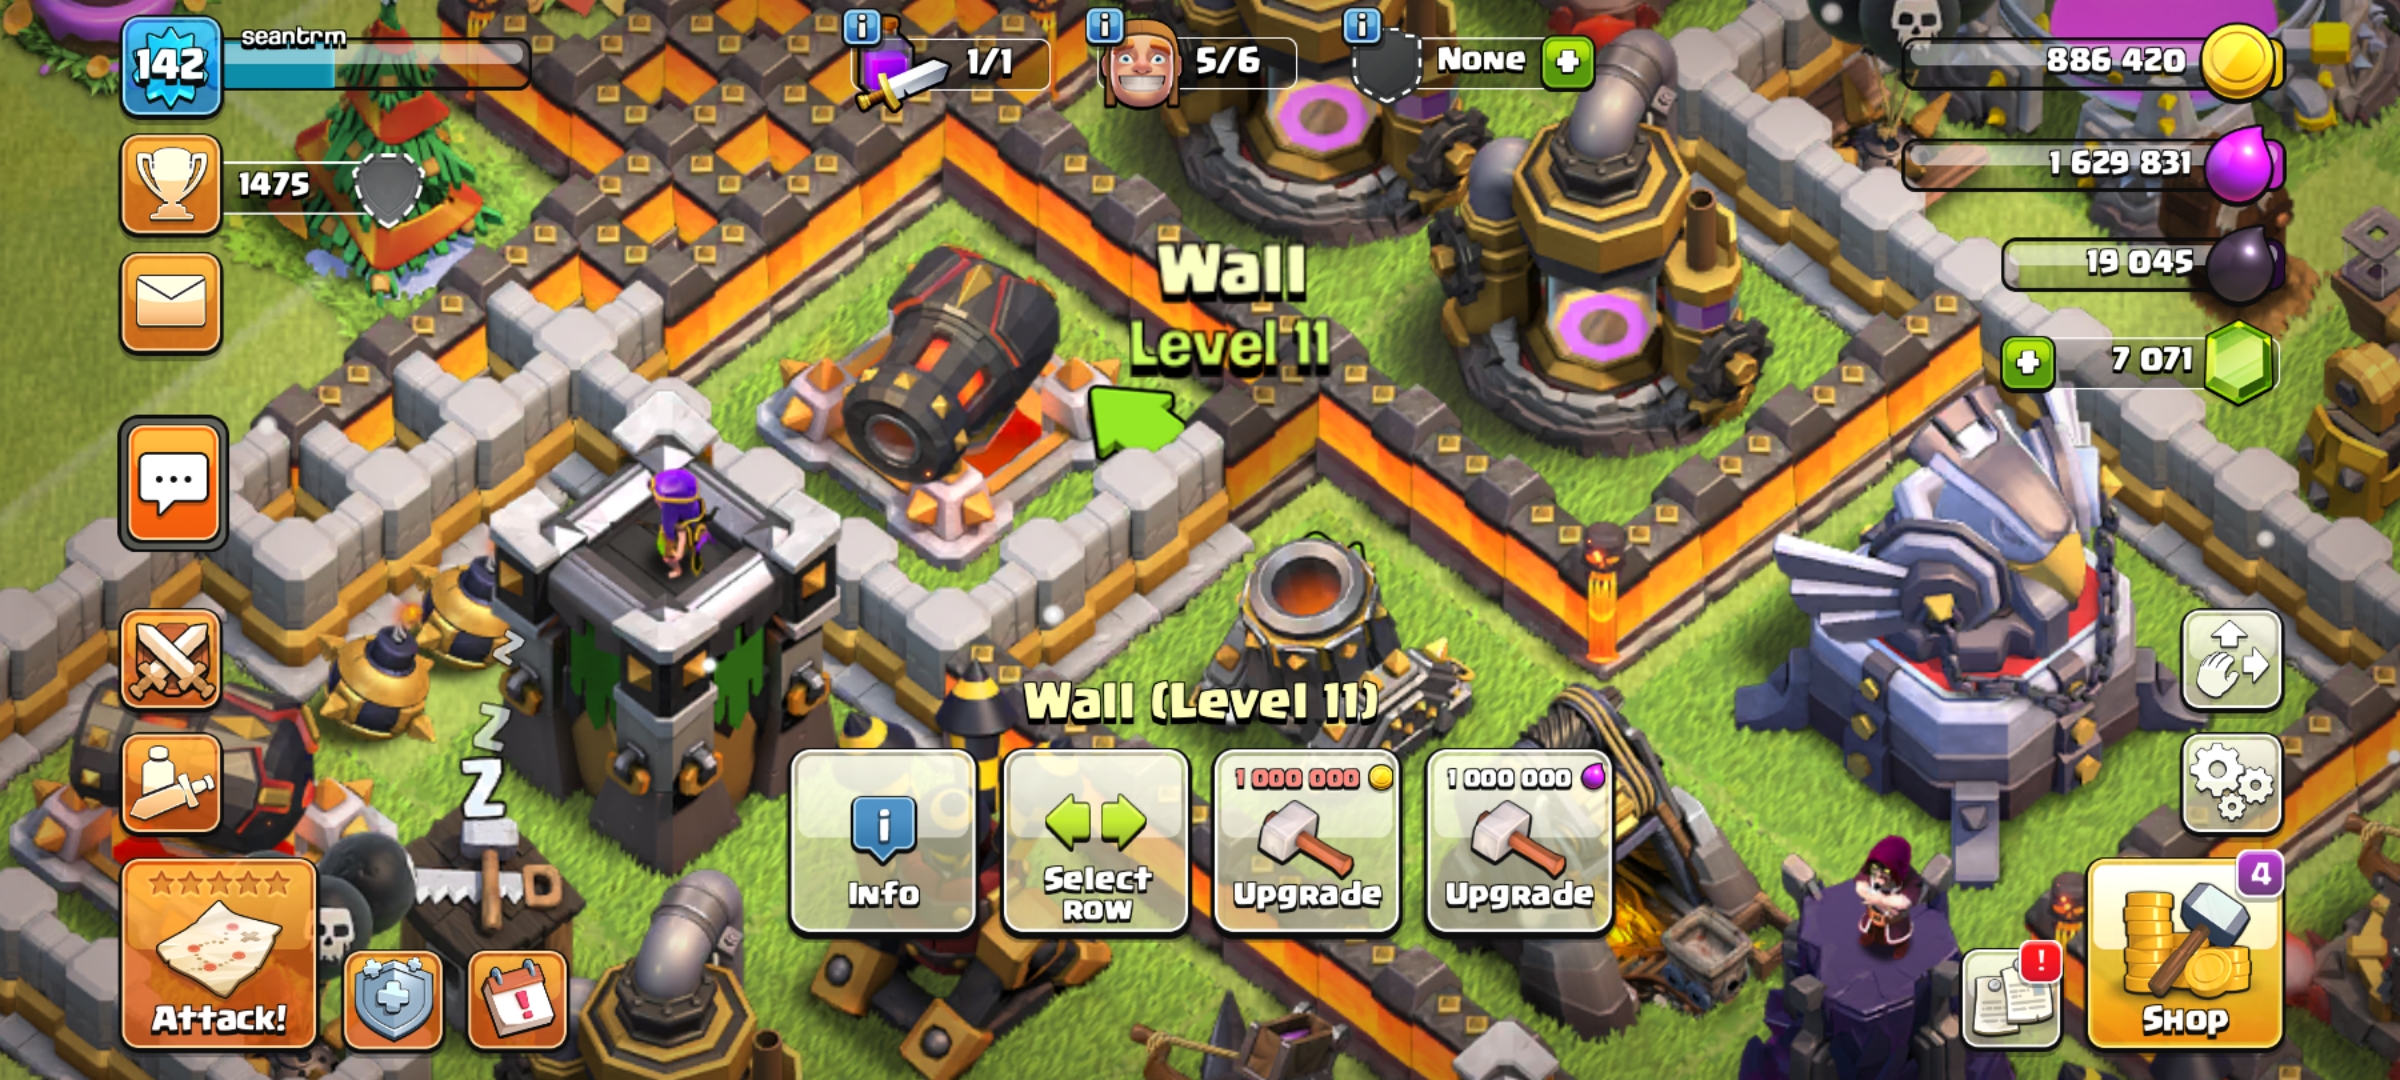 142
seantrm
1/1
5/6
None
886 420
1475
1 629 831
19 045
7 071
Wall
Level 11
z
Z
Z
Wall (Level 11)
Info
Select
row
1 000 000
Upgrade
1 000 000
Upgrade
Attack!
4
Shop